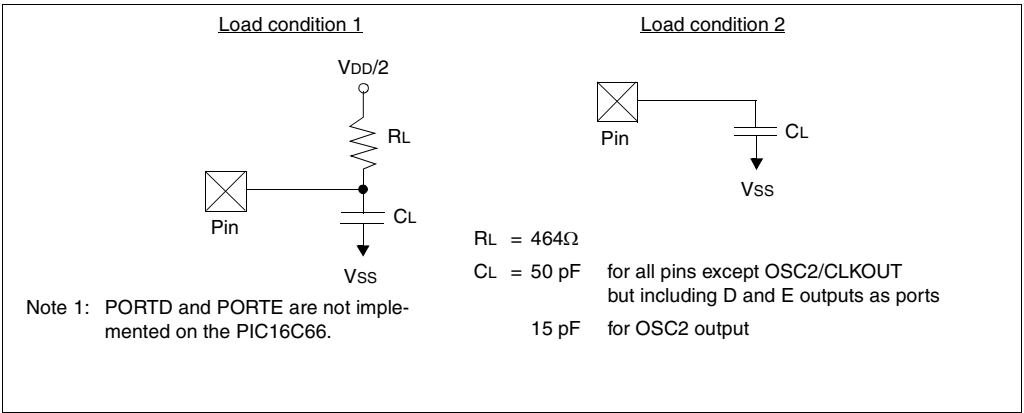 Load condition 1
VDD/2
RL
Pin
CL
VSS
Note 1: PORTD and PORTE are not imple-
mented on the PIC16C66.
Load condition 2
Pin
CL
VSS
RL = 464Ω
CL = 50 pF for all pins except OSC2/CLKOUT
but including D and E outputs as ports
15 pF for OSC2 output